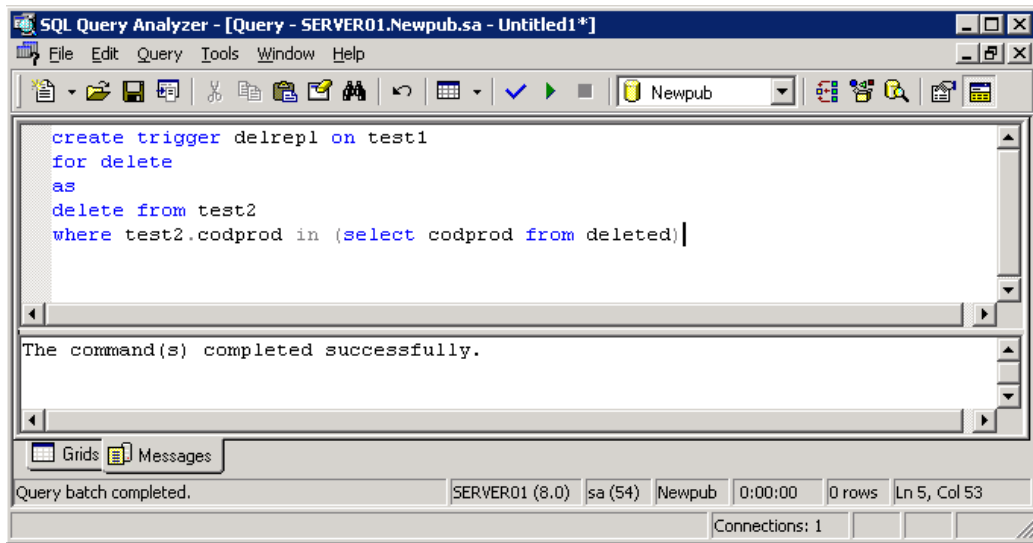 SQL Query Analyzer - [Query - SERVER01.Newpub.sa - Untitled1*]
File Edit Query Tools Window Help
Newpub
create trigger delrepl on test1
for delete
as
delete from test2
where test2.codprod in (select codprod from deleted)
The command(s) completed successfully.
Grids Messages
Query batch completed. SERVER01 (8.0) sa (54) Newpub 0:00:00 0 rows Ln 5, Col 53
Connections: 1